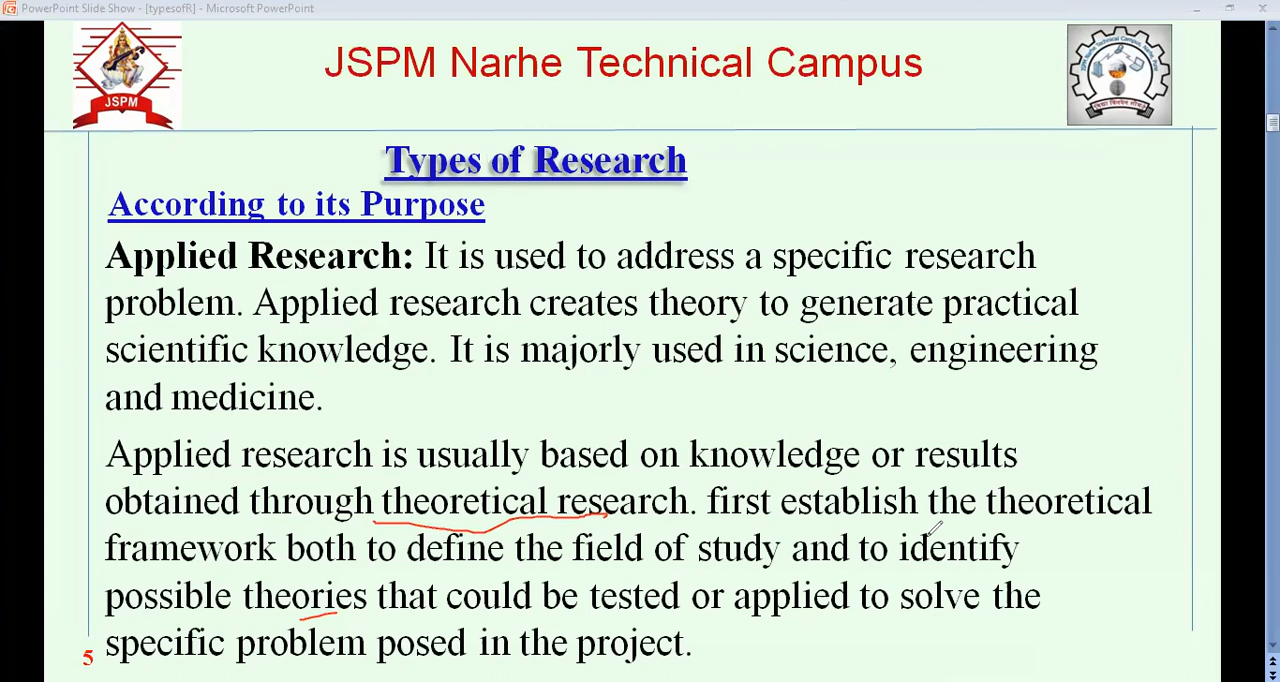 PowerPoint Slide Show - [typesofR] - Microsoft PowerPoint
JSPM Narhe Technical Campus
JSPM
Types of Research
According to its Purpose
Applied Research: It is used to address a specific research
problem. Applied research creates theory to generate practical
scientific knowledge. It is majorly used in science, engineering
and medicine.
Applied research is usually based on knowledge or results
obtained through theoretical research. first establish the theoretical
framework both to define the field of study and to identify
possible theories that could be tested or applied to solve the
specific problem posed in the project.
5